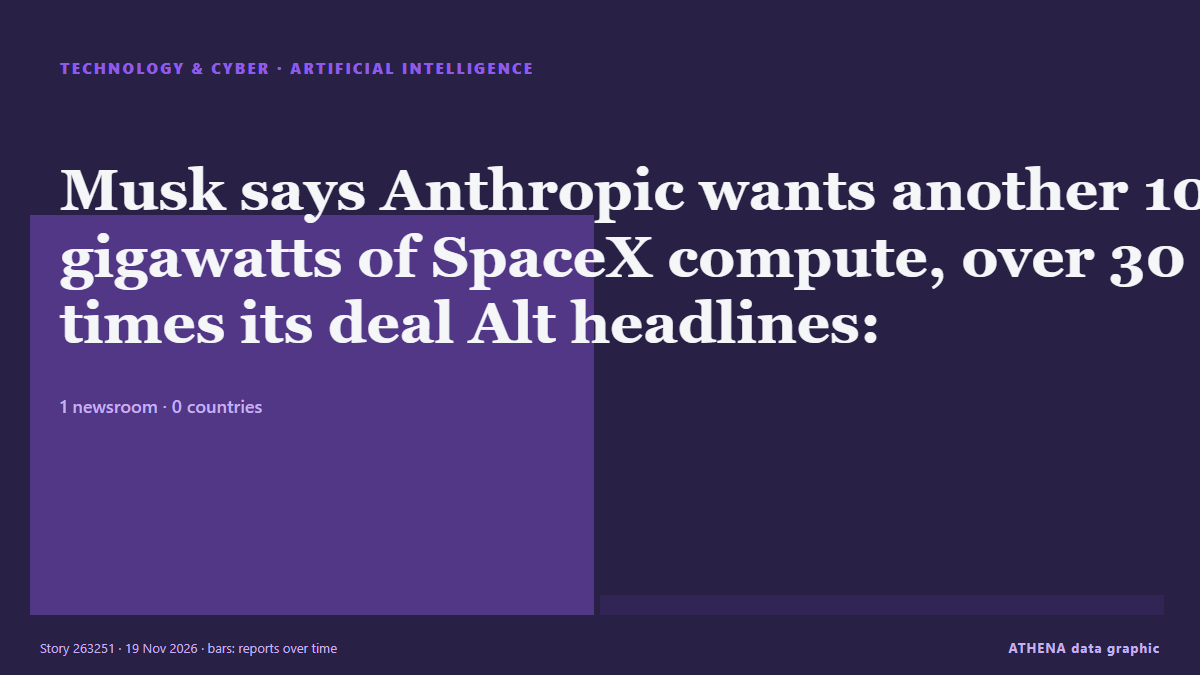 TECHNOLOGY & CYBER · ARTIFICIAL INTELLIGENCE
Musk says Anthropic wants another 10
gigawatts of SpaceX compute, over 30
times its deal Alt headlines:
1 newsroom · 0 countries
Story 263251 · 19 Nov 2026 · bars: reports over time
ATHENA data graphic